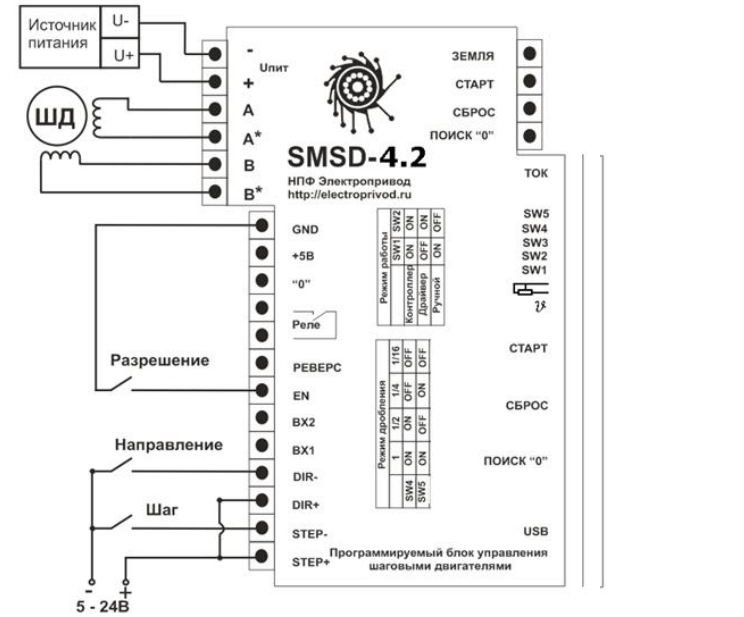 Источник
питания
U-
U+
ШД
-
+
Uпит
A
A*
B
B*
SMSD-4.2
НПФ Электропривод
http://electroprivod.ru
ЗЕМЛЯ
СТАРТ
СБРОС
ПОИСК “0”
ТОК
SW5
SW4
SW3
SW2
SW1
СТАРТ
СБРОС
ПОИСК “0”
USB
GND
+5В
“0”
Реле
РЕВЕРС
EN
BX2
BX1
DIR-
DIR+
STEP-
STEP+
Режим работы
SW1 SW2
Контроллер ON ON
Драйвер OFF ON
Ручной ON OFF
Режим дробления
1 1/2 1/4 1/16
SW4 ON ON OFF OFF
SW5 ON OFF ON OFF
Разрешение
Направление
Шаг
- +
5 - 24В
Программируемый блок управления
шаговыми двигателями